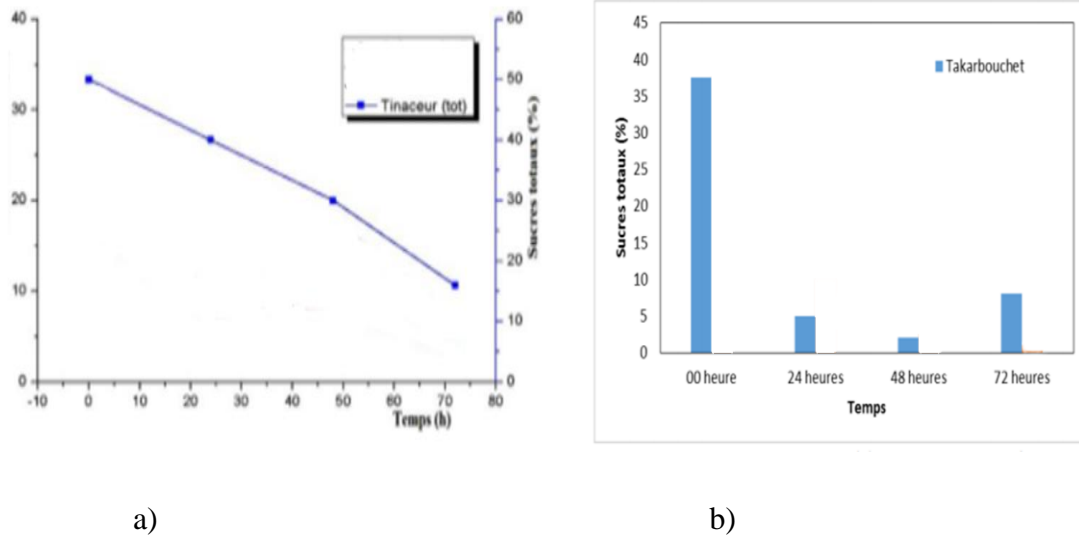 40
30
20
10
0
60
50
40
30
20
10
0
Sucres totaux (%)
Tinaceur (tot)
-10 0 10 20 30 40 50 60 70 80
Temps (h)
a)
45
40
35
30
25
20
15
10
5
0
Sucres totaux (%)
Takarbouchet
00 heure 24 heures 48 heures 72 heures
Temps
b)